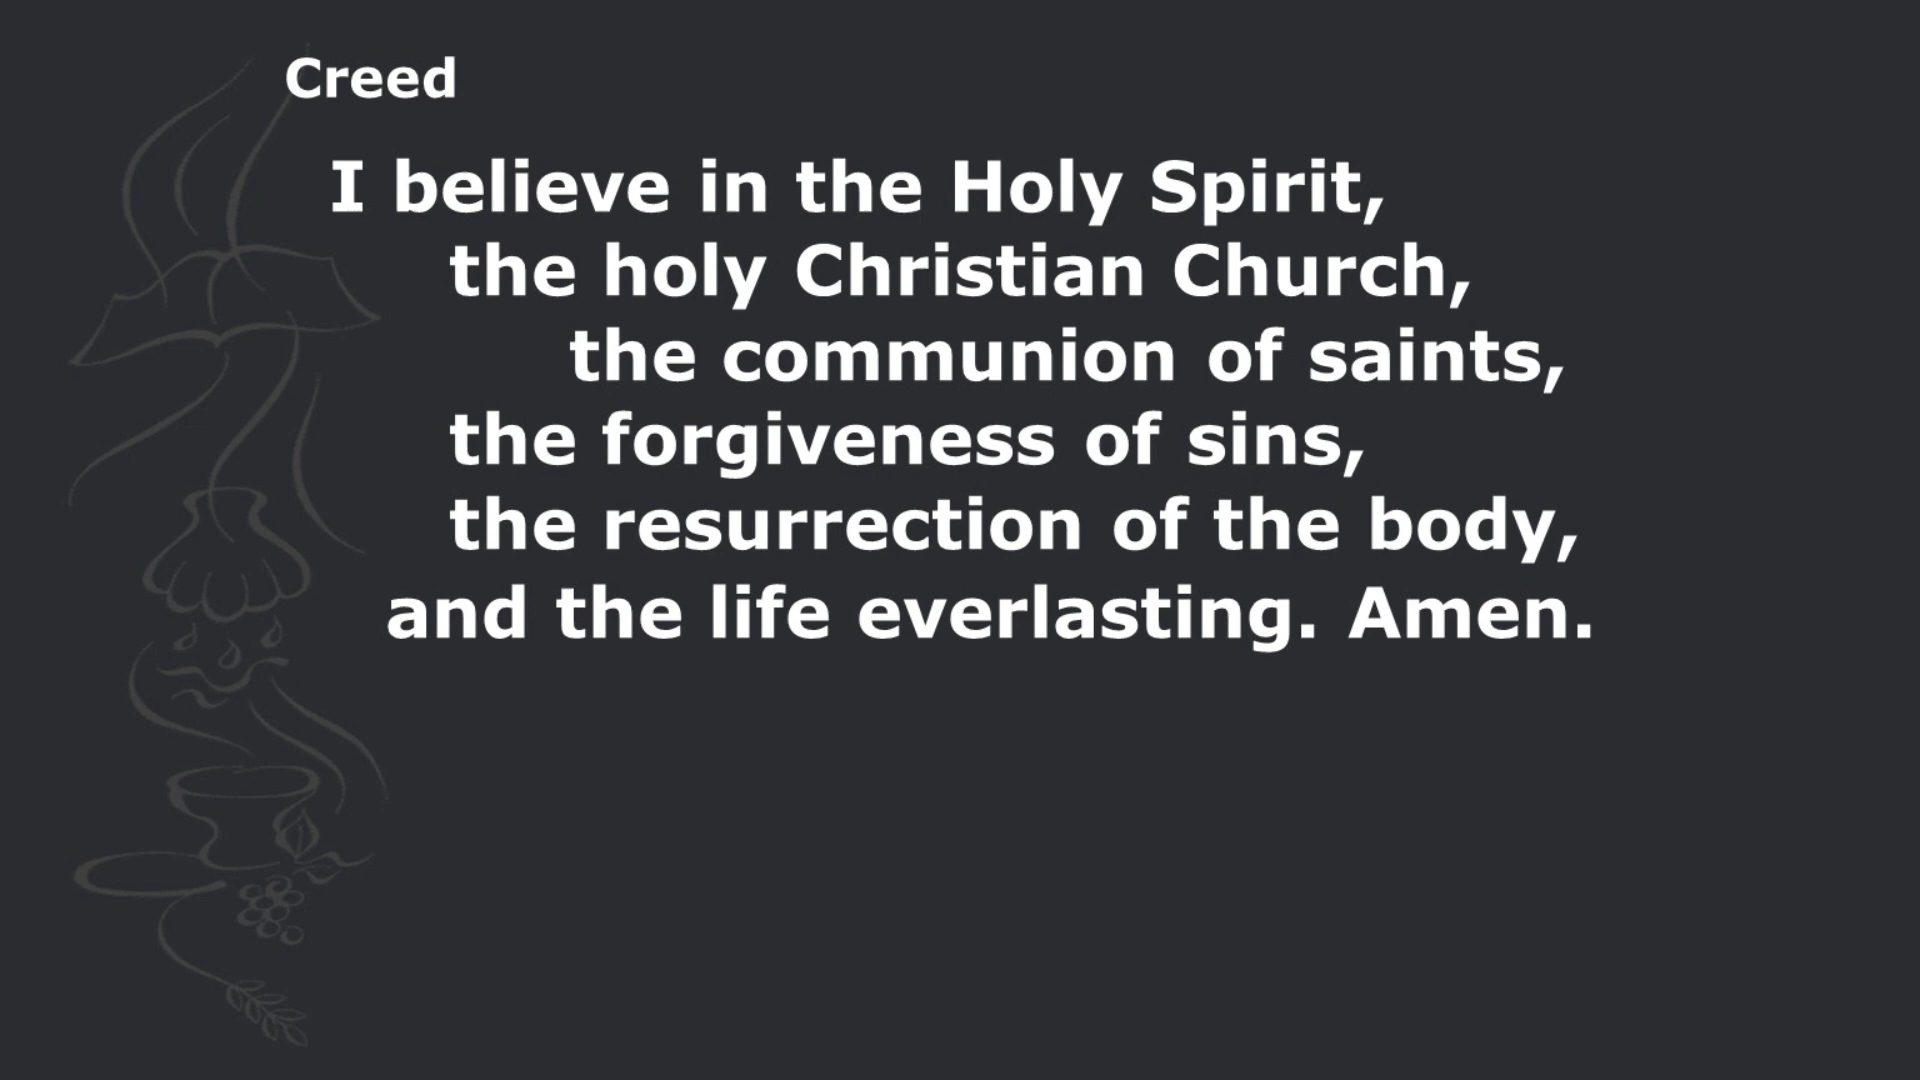 Creed
I believe in the Holy Spirit,
the holy Christian Church,
the communion of saints,
the forgiveness of sins,
the resurrection of the body,
and the life everlasting. Amen.